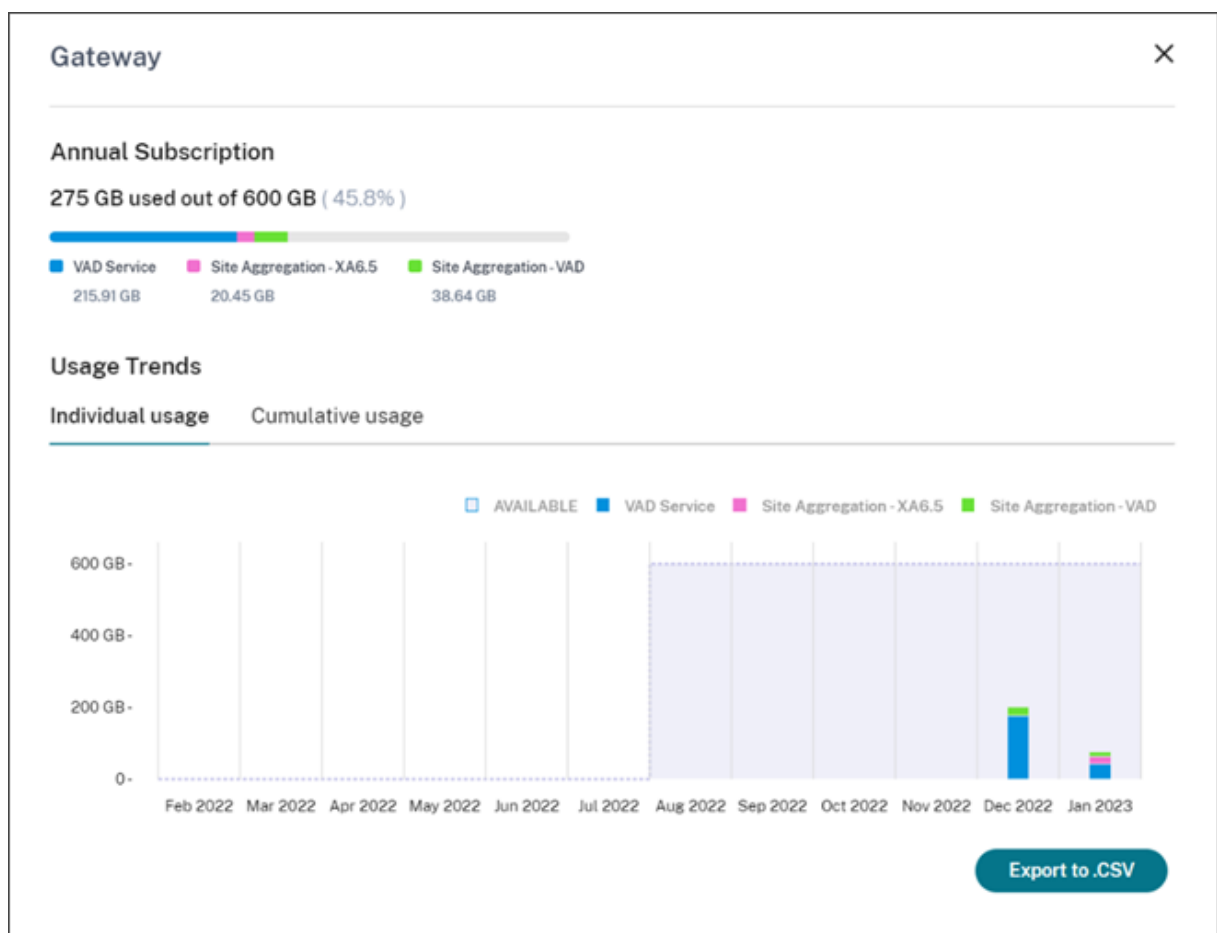 Gateway
Annual Subscription
275 GB used out of 600 GB ( 45.8% )
VAD Service Site Aggregation - XA6.5 Site Aggregation - VAD
215.91 GB 20.45 GB 38.64 GB
Usage Trends
Individual usage Cumulative usage
AVAILABLE VAD Service Site Aggregation - XA6.5 Site Aggregation - VAD
600 GB-
400 GB-
200 GB-
0-
Feb 2022 Mar 2022 Apr 2022 May 2022 Jun 2022 Jul 2022 Aug 2022 Sep 2022 Oct 2022 Nov 2022 Dec 2022 Jan 2023
Export to .CSV